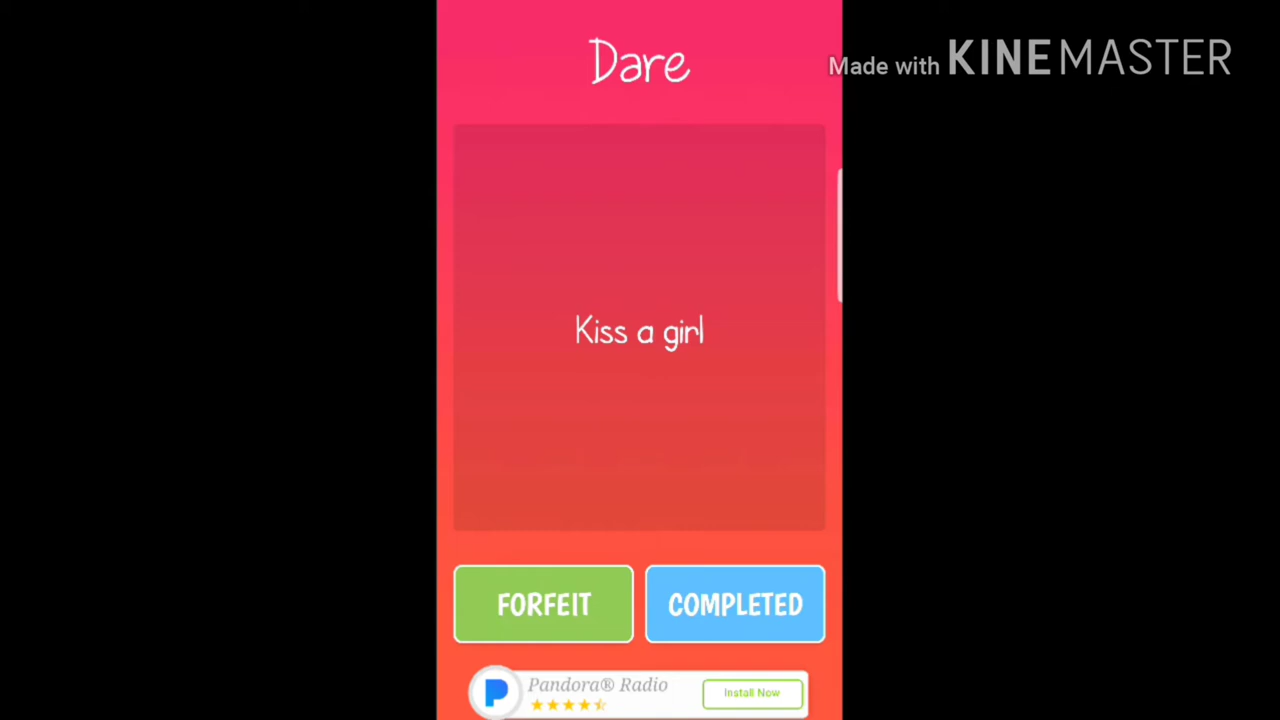 Dare
Made with KINEMASTER
Kiss a girl
FORFEIT
COMPLETED
Pandora® Radio
Install Now